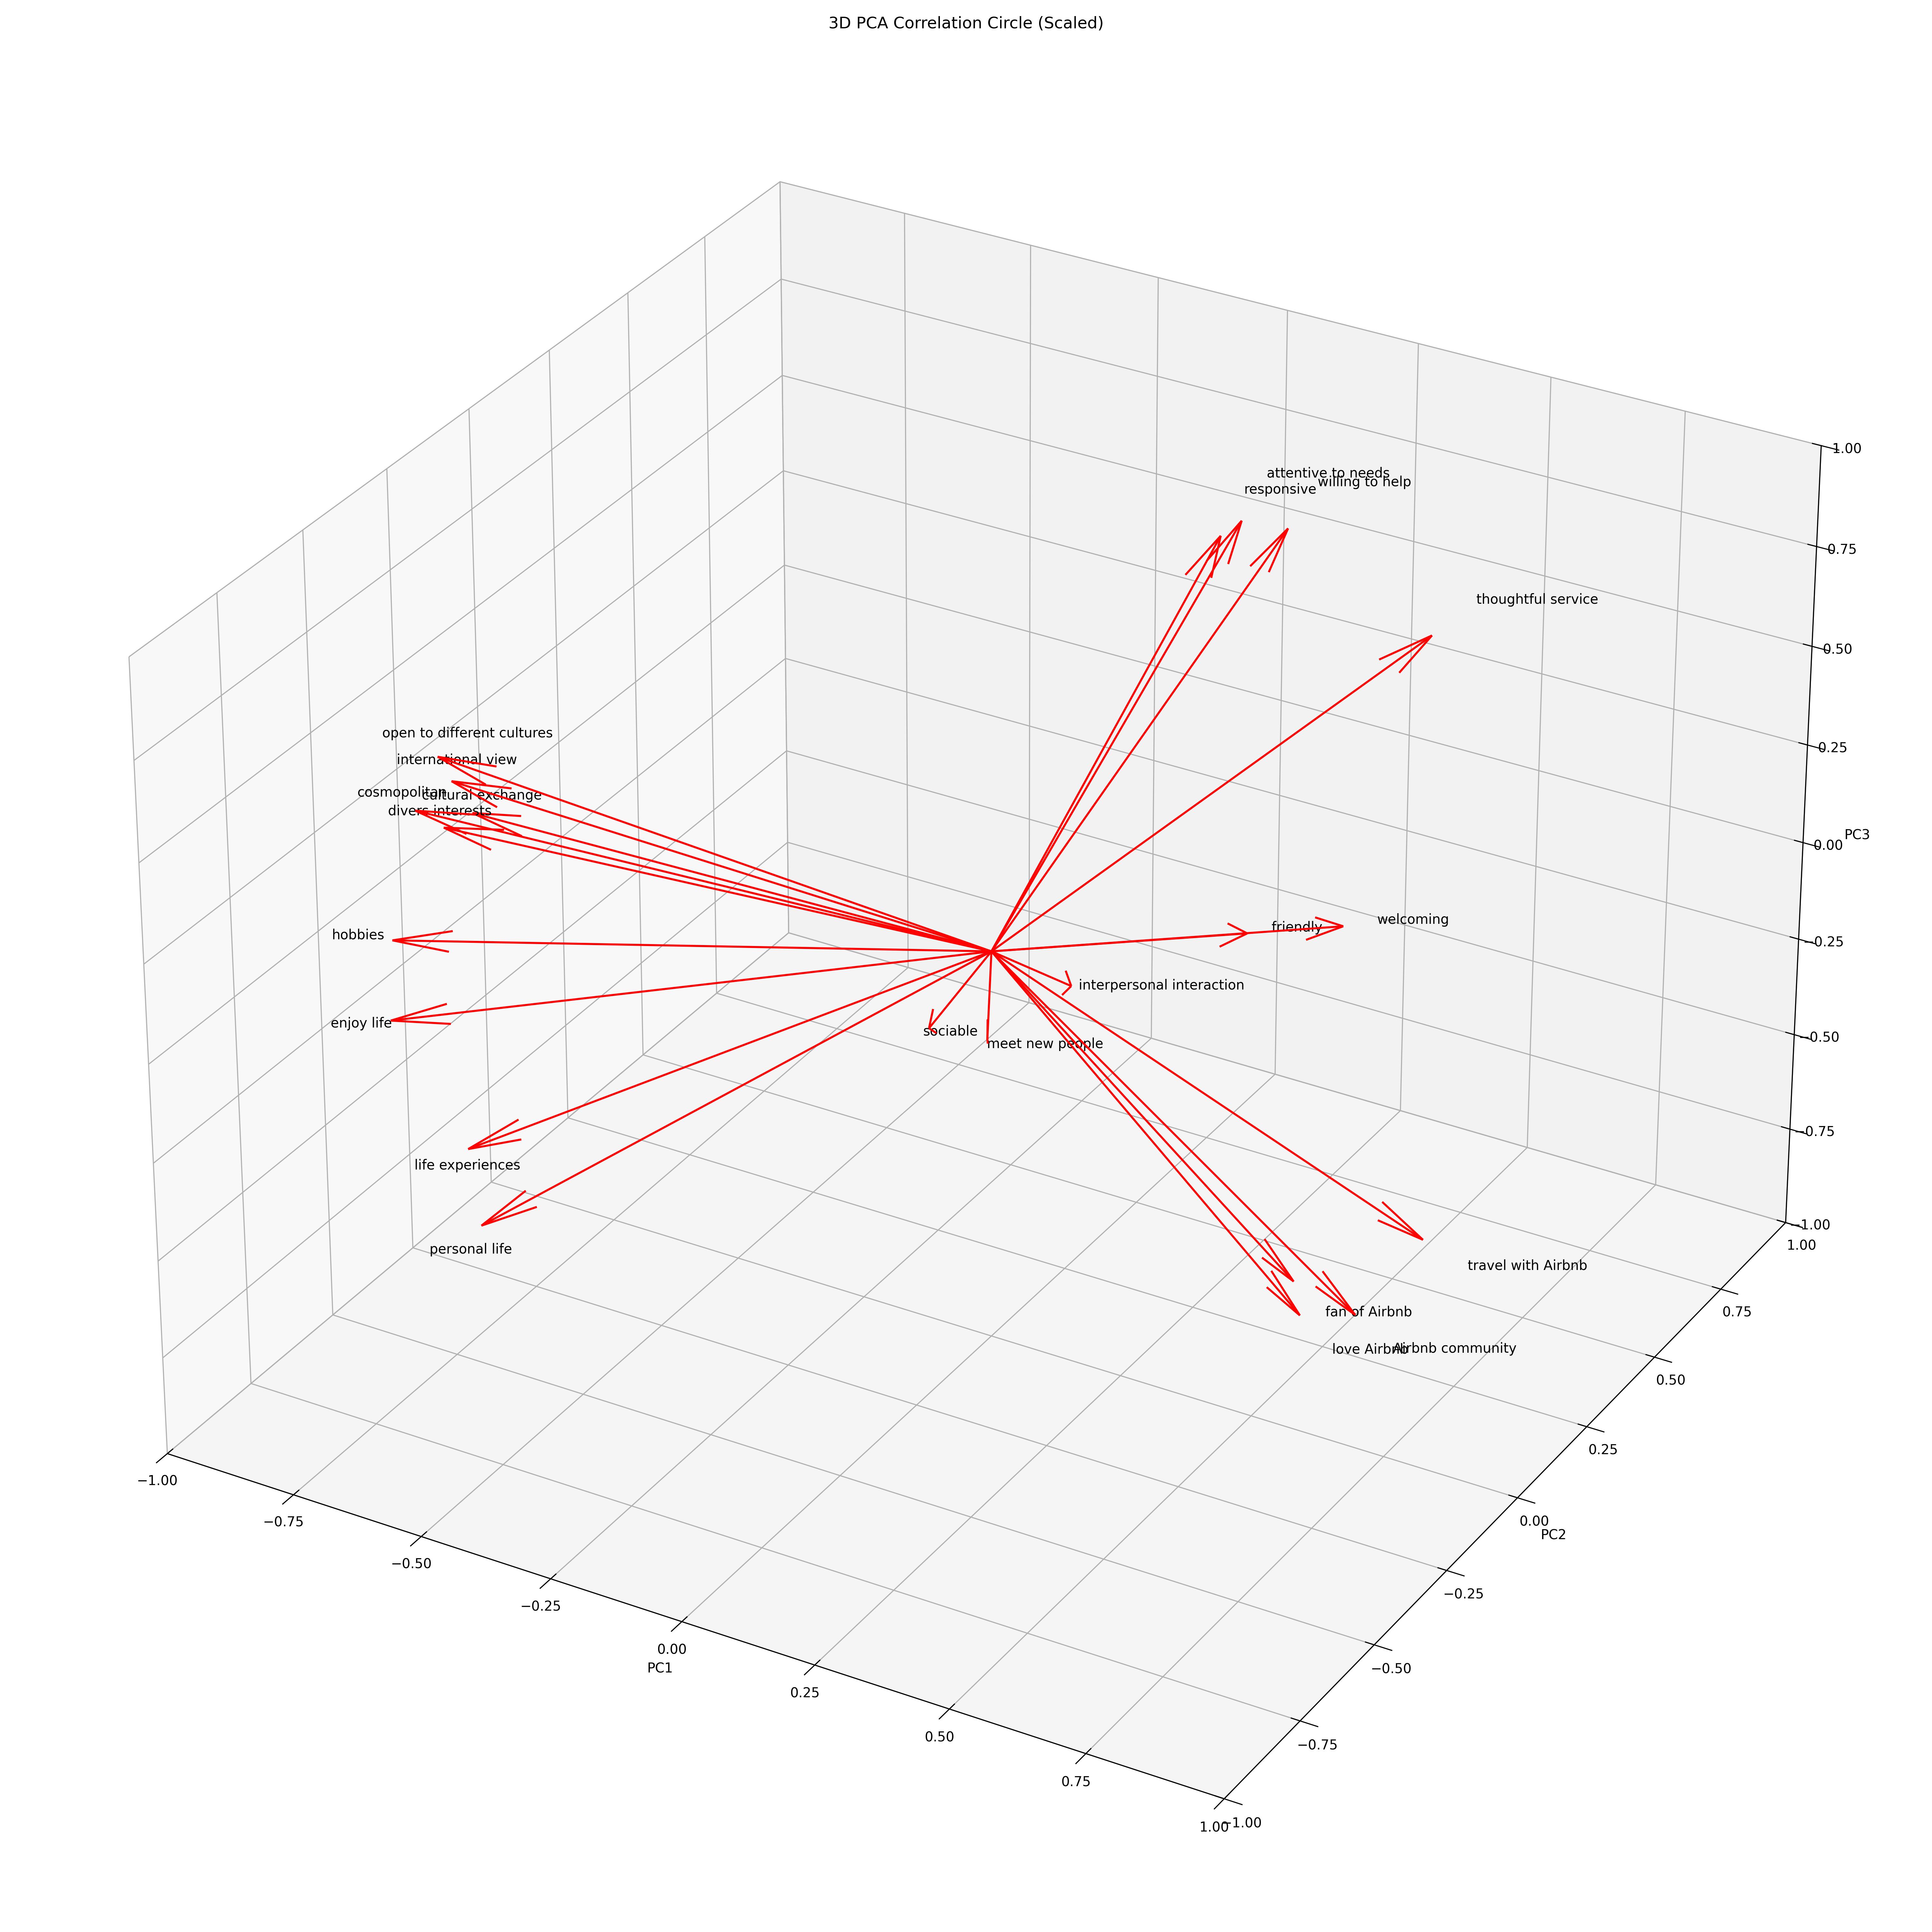 3D PCA Correlation Circle (Scaled)
attentive to needs
willing to help
responsive
thoughtful service
open to different cultures
international view
cosmopolitan
cultural exchange
divers interests
hobbies
friendly
welcoming
interpersonal interaction
enjoy life
sociable
meet new people
life experiences
personal life
travel with Airbnb
fan of Airbnb
love Airbnb
Airbnb community
1.00
0.75
0.50
0.25
0.00
PC3
−0.25
−0.50
−0.75
−1.00
1.00
0.75
0.50
0.25
0.00
PC2
−0.25
−0.50
−0.75
−1.00
−1.00
−0.75
−0.50
−0.25
0.00
PC1
0.25
0.50
0.75
1.00